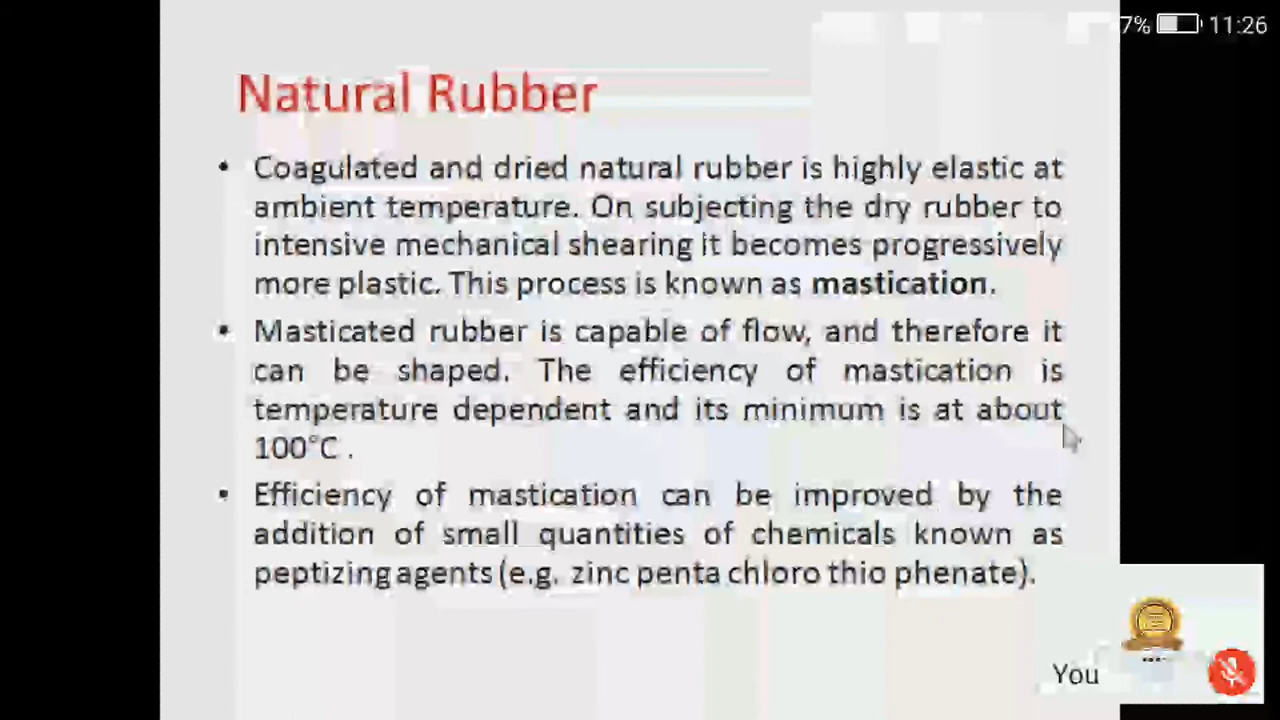 7% 11:26
Natural Rubber
• Coagulated and dried natural rubber is highly elastic at
ambient temperature. On subjecting the dry rubber to
intensive mechanical shearing it becomes progressively
more plastic. This process is known as mastication.
• Masticated rubber is capable of flow, and therefore it
can be shaped. The efficiency of mastication is
temperature dependent and its minimum is at about
100°C .
• Efficiency of mastication can be improved by the
addition of small quantities of chemicals known as
peptizing agents (e.g. zinc penta chloro thio phenate).
You